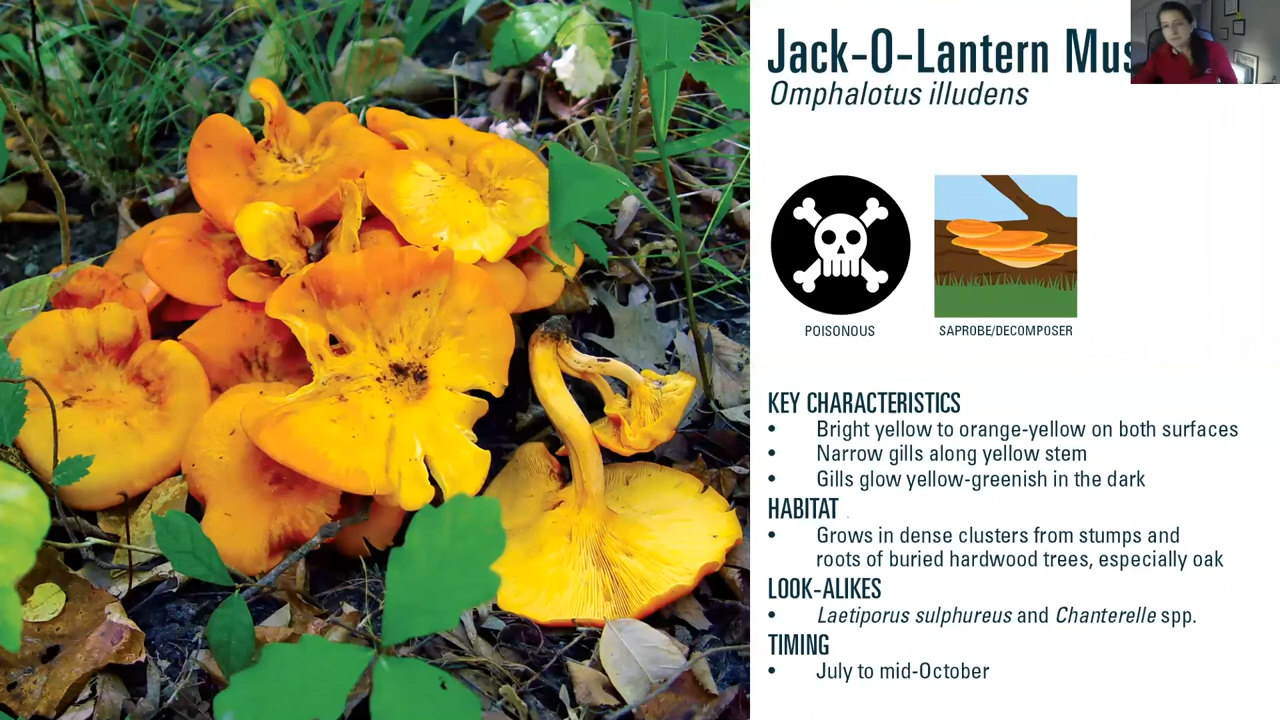 Jack-O-Lantern Mus
Omphalotus illudens
POISONOUS
SAPROBE/DECOMPOSER
KEY CHARACTERISTICS
• Bright yellow to orange-yellow on both surfaces
• Narrow gills along yellow stem
• Gills glow yellow-greenish in the dark
HABITAT
• Grows in dense clusters from stumps and
roots of buried hardwood trees, especially oak
LOOK-ALIKES
• Laetiporus sulphureus and Chanterelle spp.
TIMING
• July to mid-October